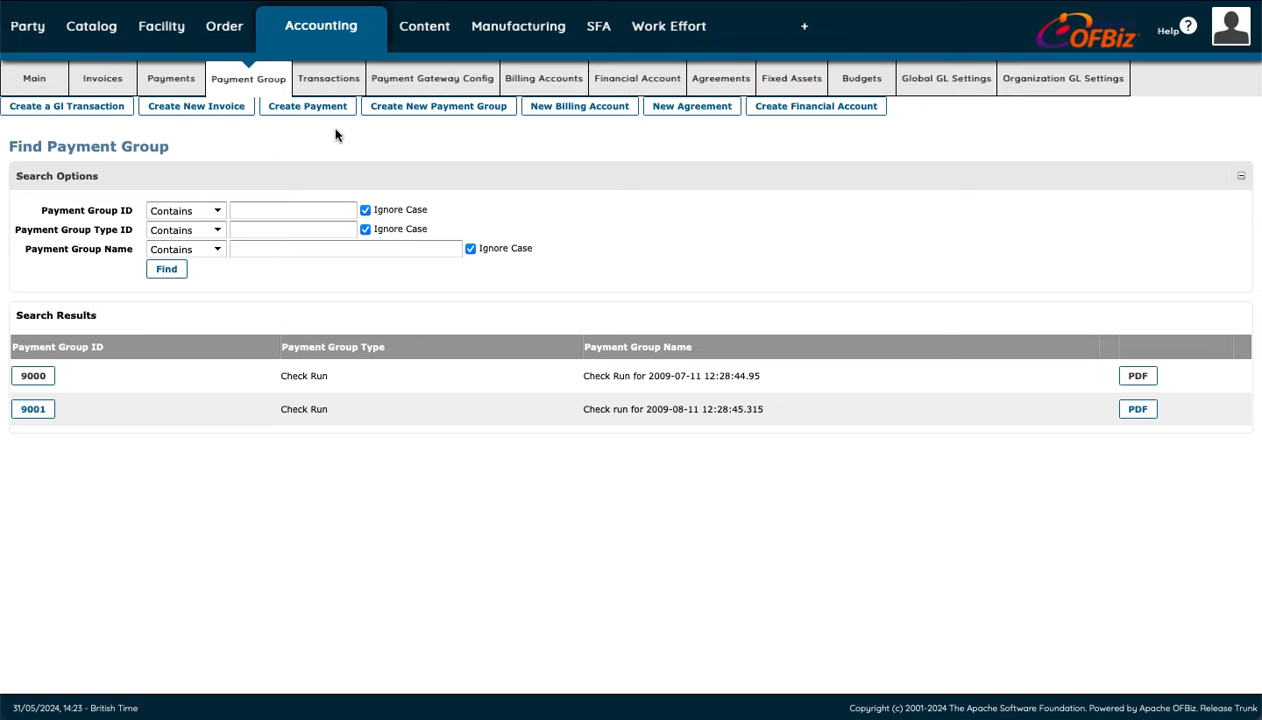 Party Catalog Facility Order Accounting Content Manufacturing SFA Work Effort + OFBiz Help ?
Main Invoices Payments Payment Group Transactions Payment Gateway Config Billing Accounts Financial Account Agreements Fixed Assets Budgets Global GL Settings Organization GL Settings
Create a Gl Transaction Create New Invoice Create Payment Create New Payment Group New Billing Account New Agreement Create Financial Account
Find Payment Group
Search Options
Payment Group ID Contains Ignore Case
Payment Group Type ID Contains Ignore Case
Payment Group Name Contains Ignore Case
Find
Search Results
Payment Group ID Payment Group Type Payment Group Name
9000 Check Run Check Run for 2009-07-11 12:28:44.95 PDF
9001 Check Run Check run for 2009-08-11 12:28:45.315 PDF
31/05/2024, 14:23 - British Time Copyright (c) 2001-2024 The Apache Software Foundation. Powered by Apache OFBiz. Release Trunk